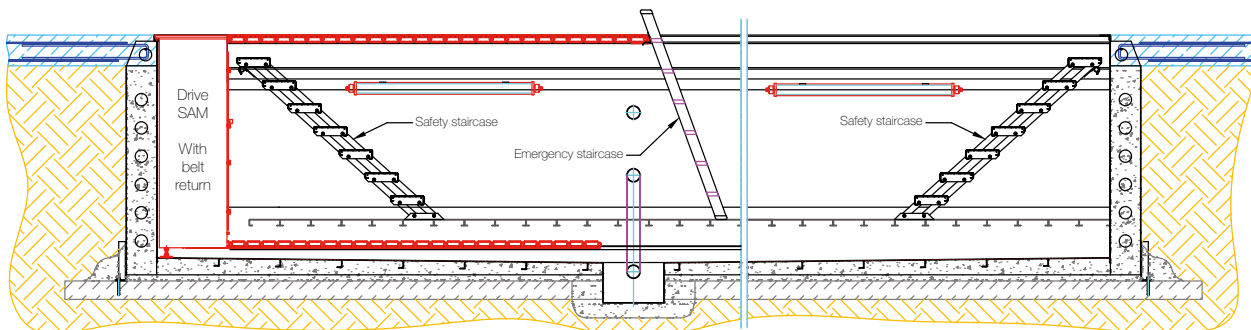 Drive
SAM
With
belt
return
Safety staircase
Emergency staircase
Safety staircase